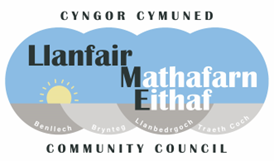 CYNGOR CYMUNED
Llanfair
Mathafarn
Eithaf
Benllech Brynteg Llanbedrgoch Traeth Coch
COMMUNITY COUNCIL